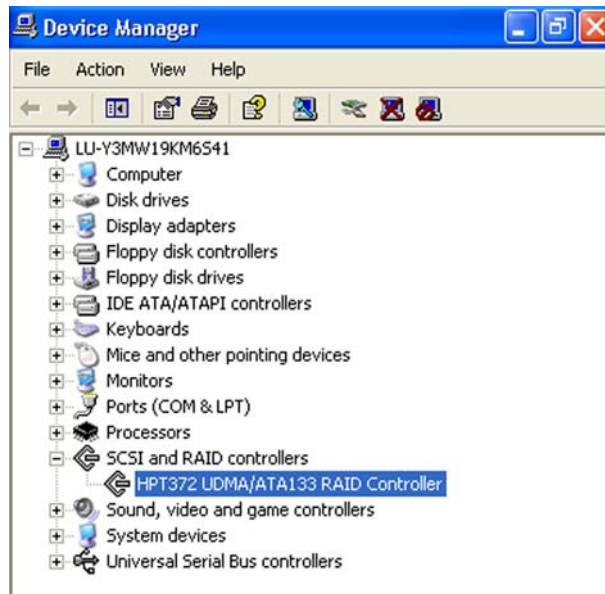 Device Manager
File Action View Help
LU-Y3MW19KM6541
Computer
Disk drives
Display adapters
Floppy disk controllers
Floppy disk drives
IDE ATA/ATAPI controllers
Keyboards
Mice and other pointing devices
Monitors
Ports (COM & LPT)
Processors
SCSI and RAID controllers
HPT372 UDMA/ATA133 RAID Controller
Sound, video and game controllers
System devices
Universal Serial Bus controllers